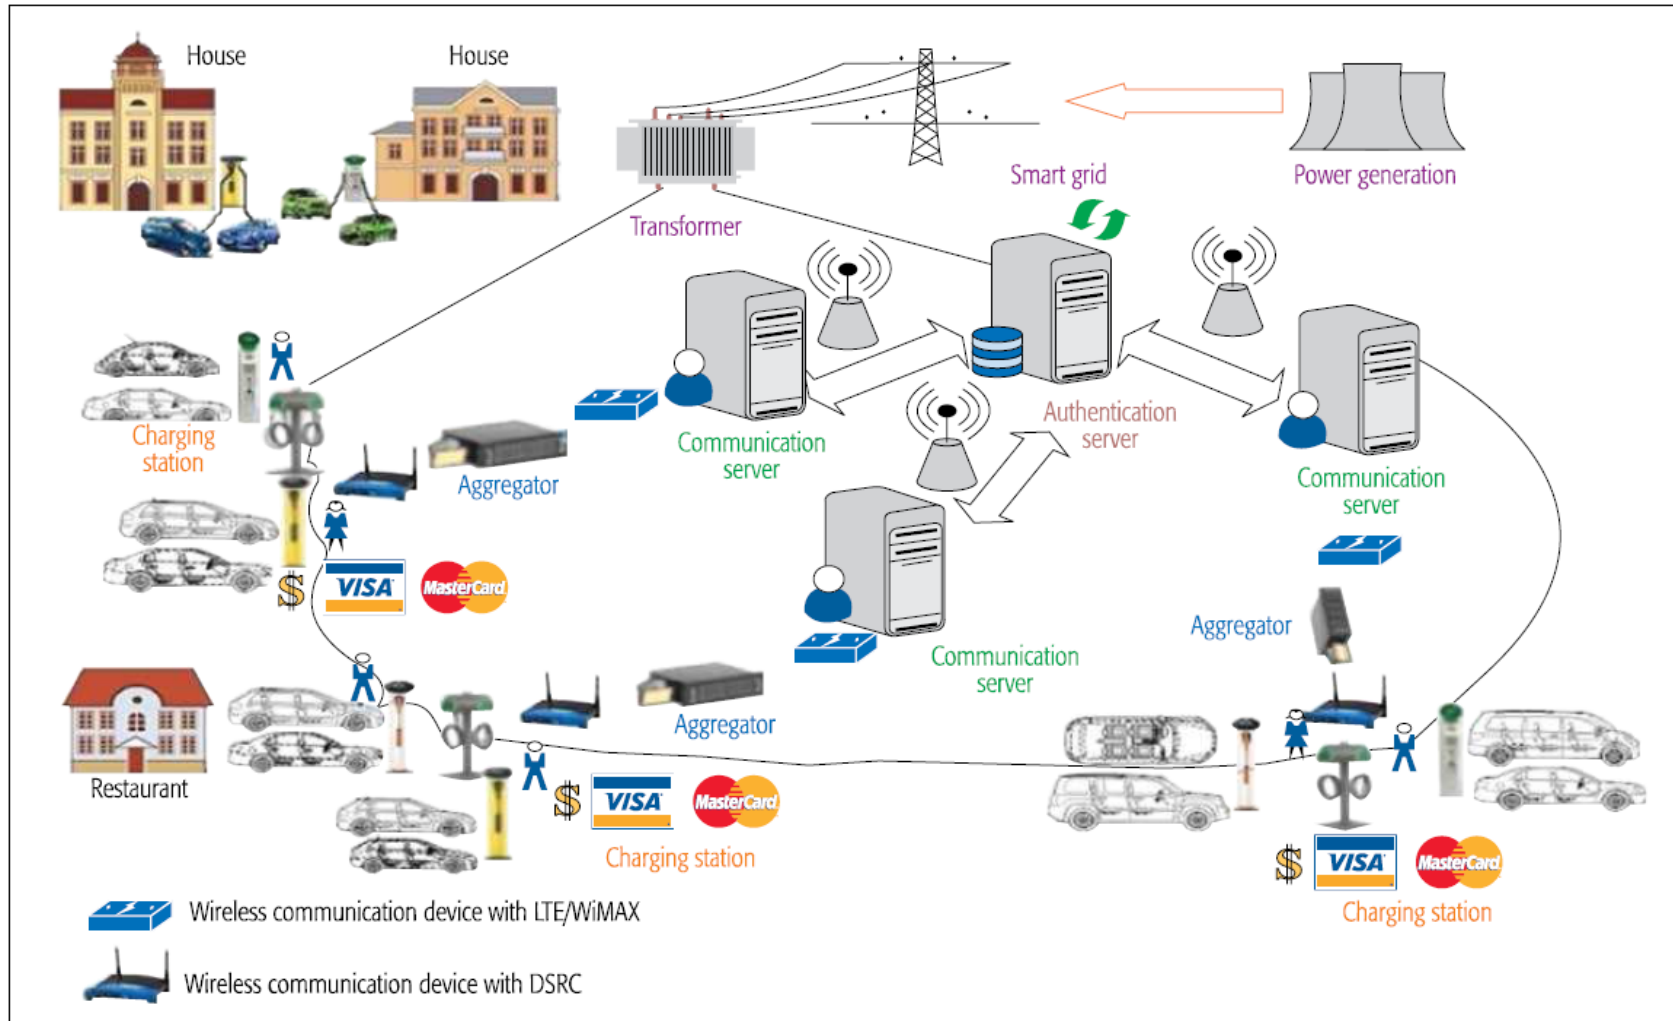 House
House
Smart grid
Power generation
Transformer
Authentication
server
Charging
station
Communication
server
Aggregator
Communication
server
$ VISA MasterCard
Aggregator
Communication
server
Aggregator
Restaurant
$ VISA MasterCard
Charging station
$ VISA MasterCard
Charging station
Wireless communication device with LTE/WiMAX
Wireless communication device with DSRC